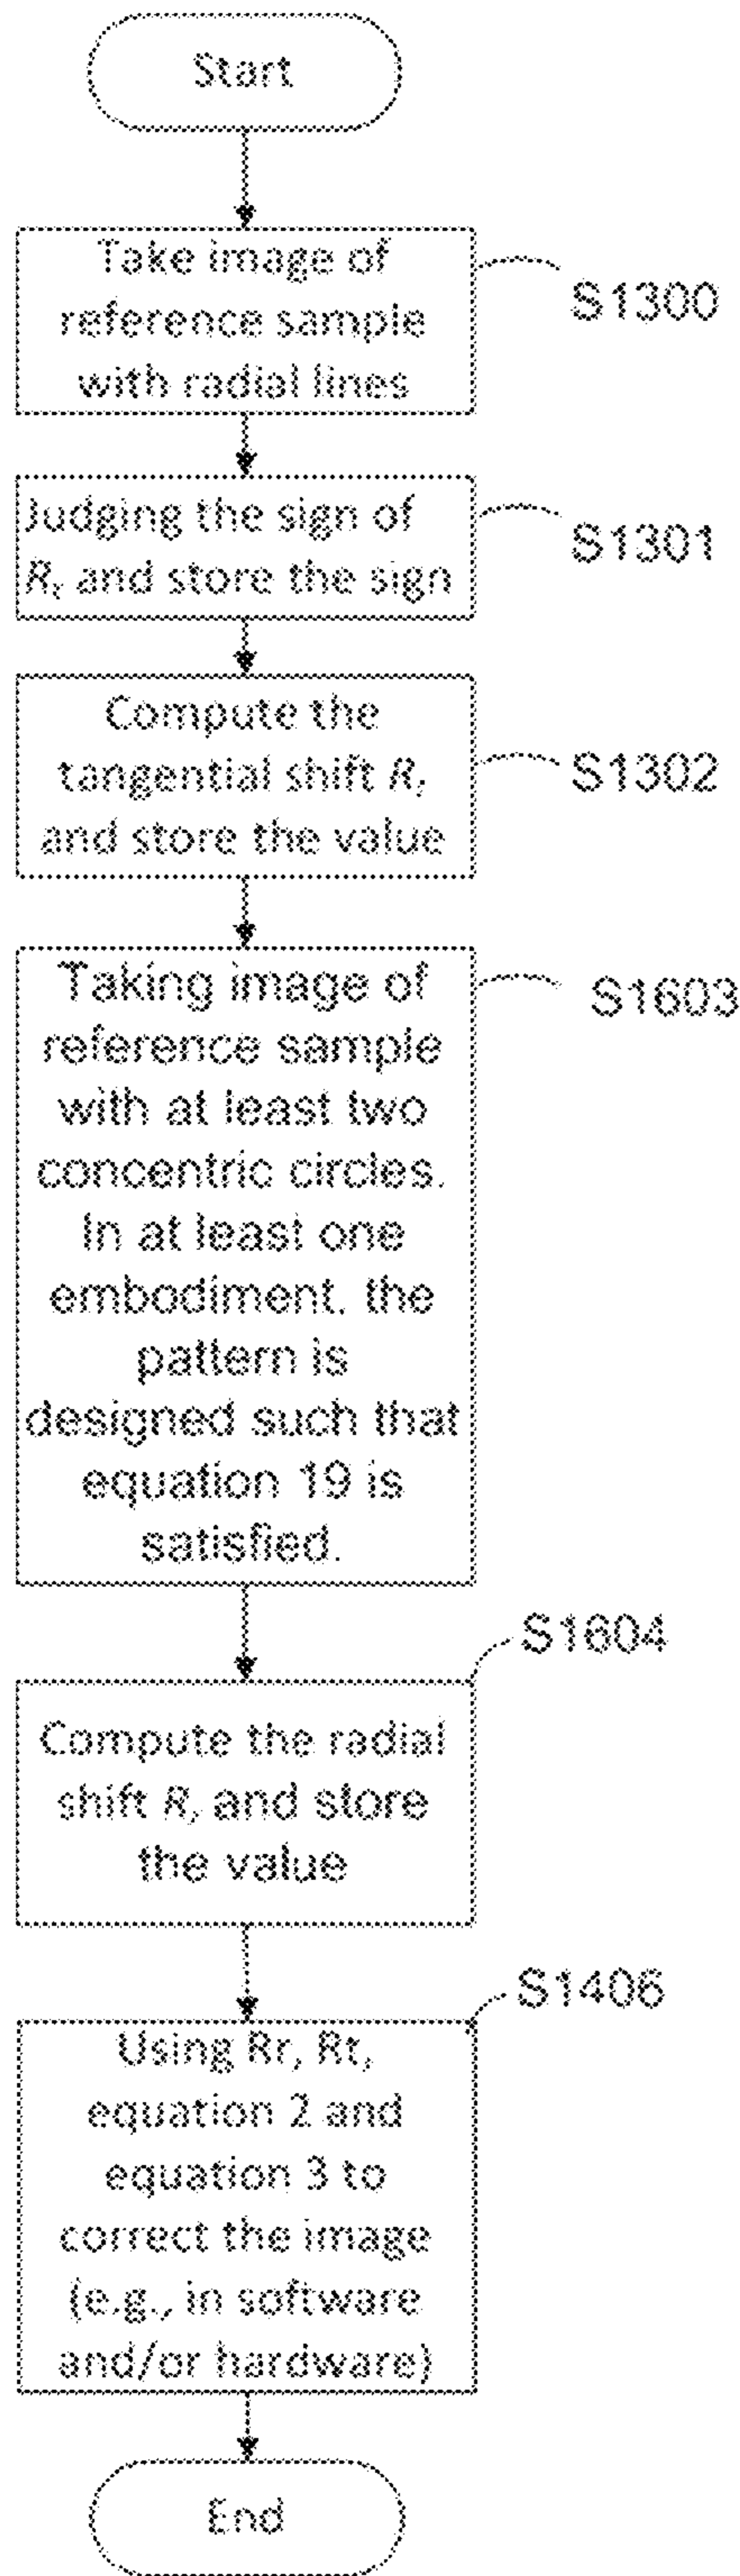 Start
Take image of
reference sample
with radial lines
S1300
Judging the sign of
Rt and store the sign
S1301
Compute the
tangential shift Rt
and store the value
S1302
Taking image of
reference sample
with at least two
concentric circles.
In at least one
embodiment, the
pattern is
designed such that
equation 19 is
satisfied.
S1603
S1604
Compute the radial
shift Rr and store
the value
S1406
Using Rr, Rt,
equation 2 and
equation 3 to
correct the image
(e.g., in software
and/or hardware)
End